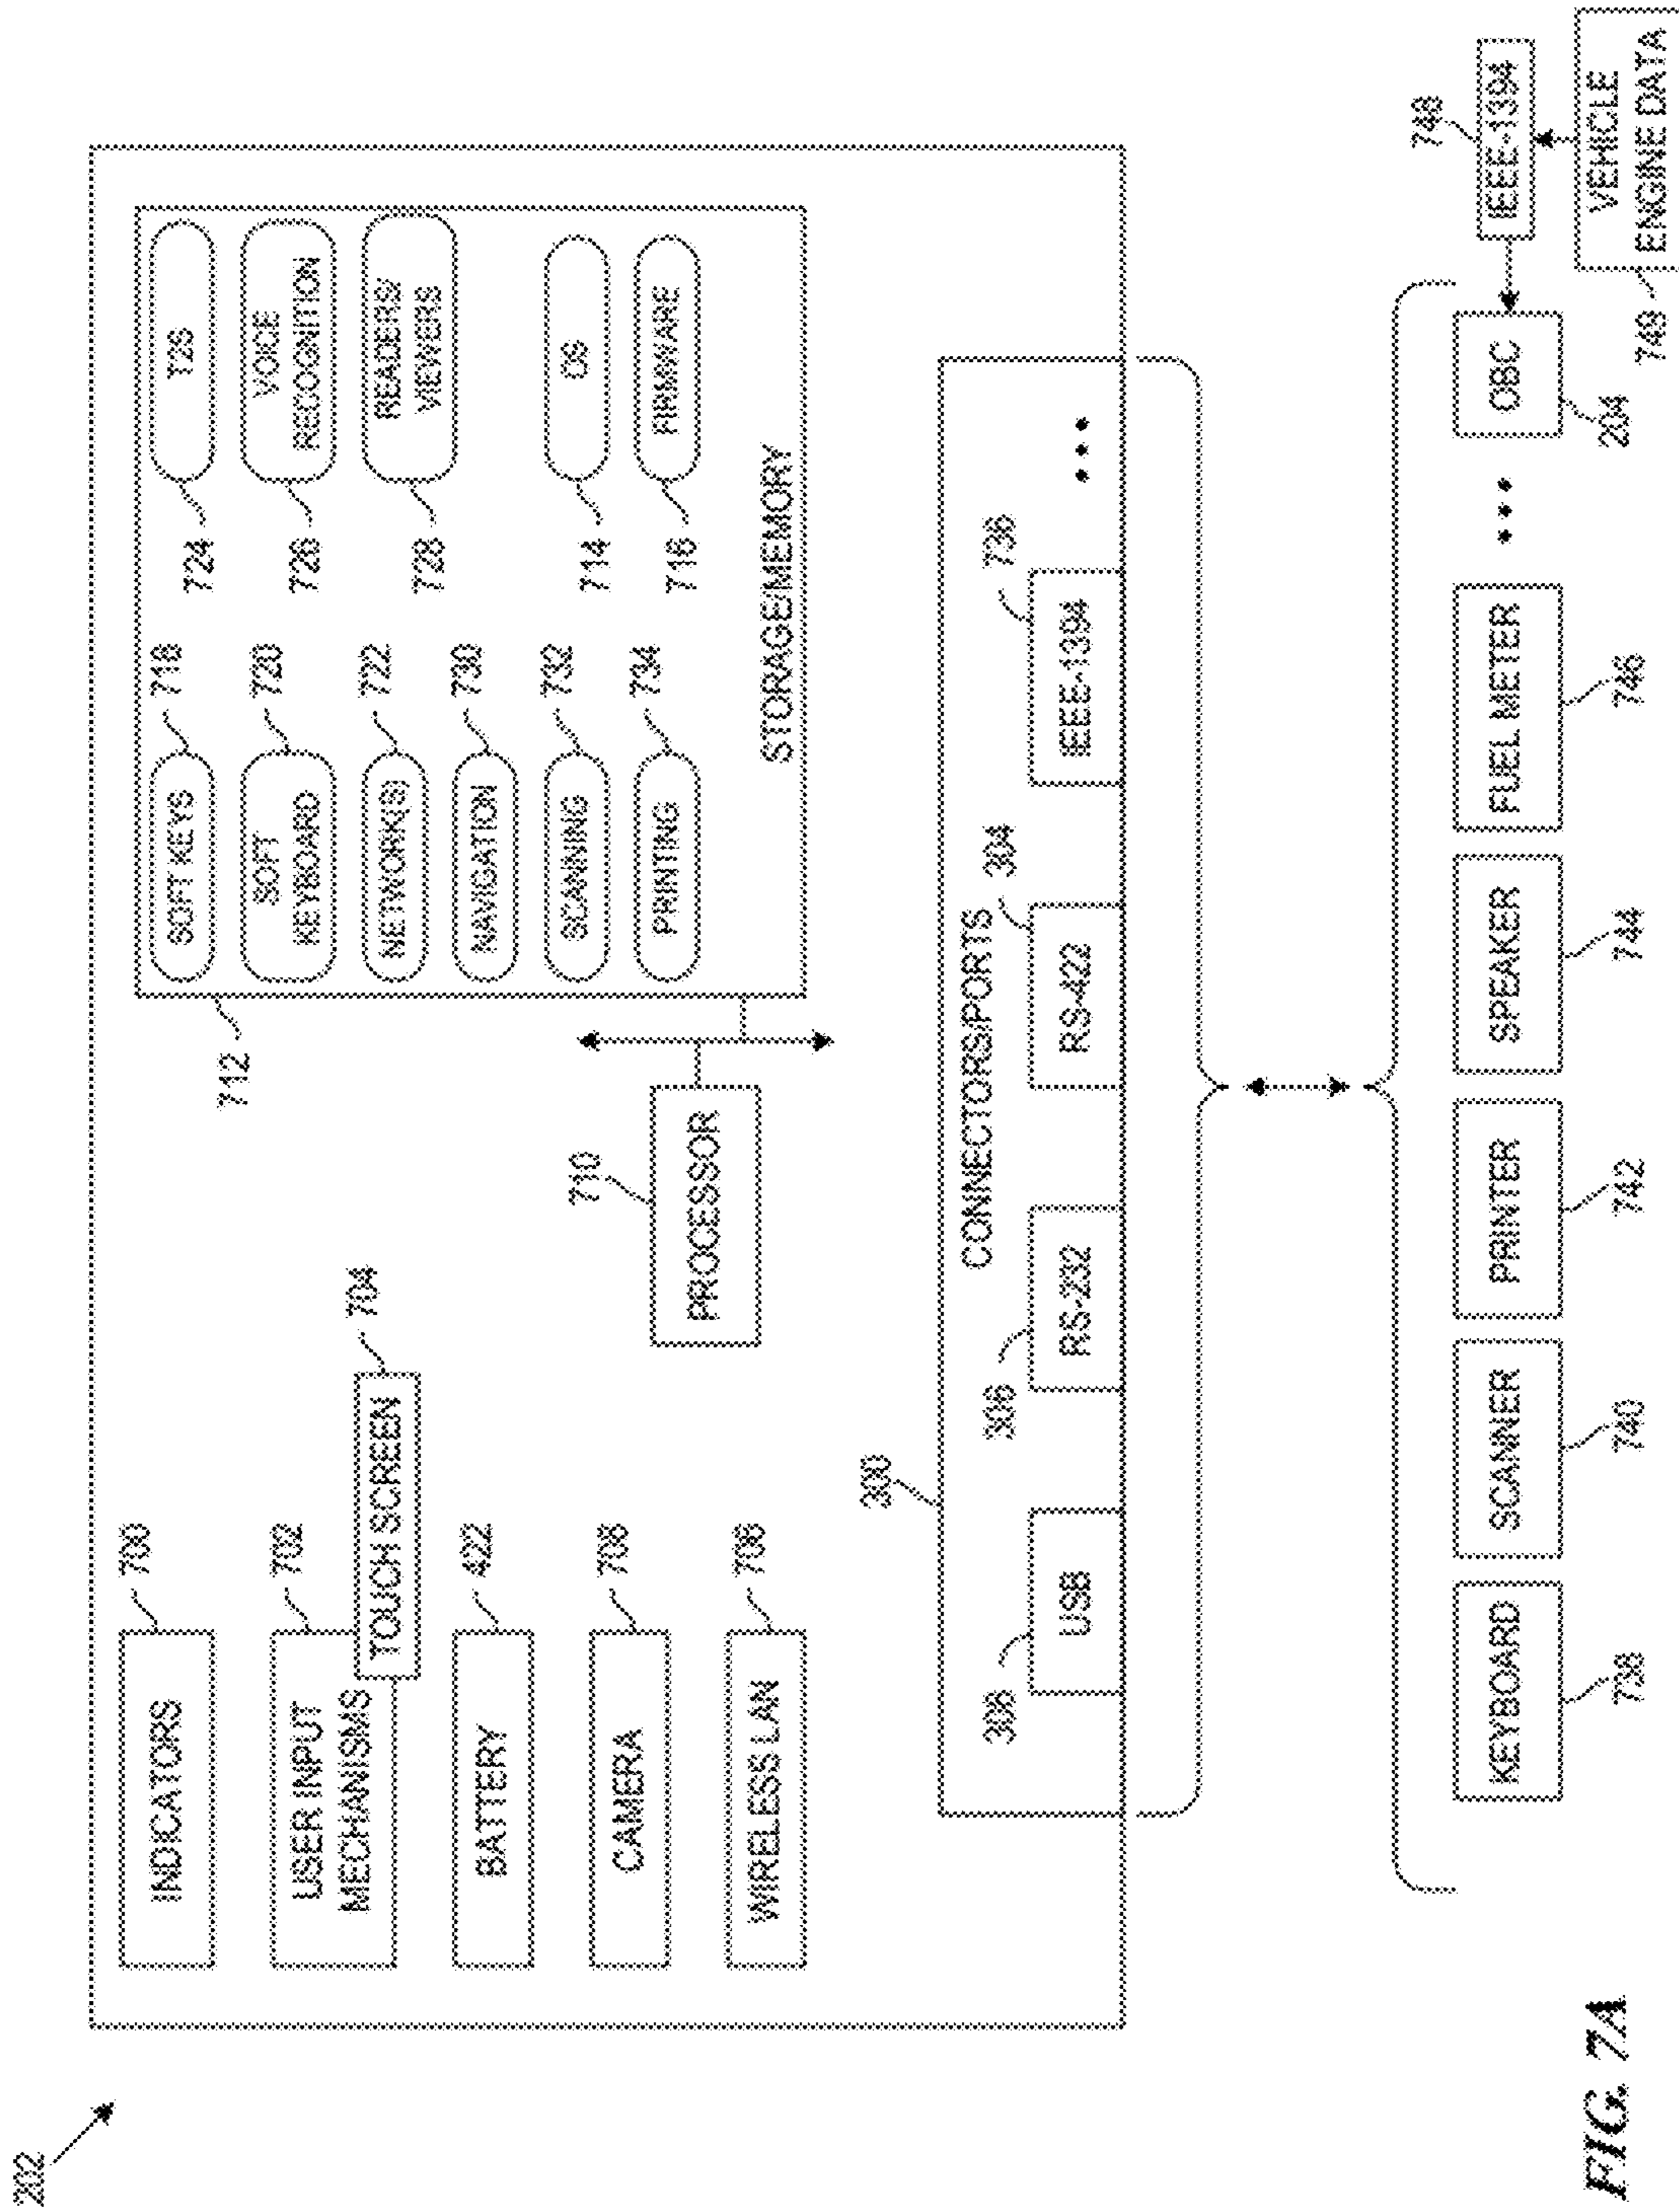 202
INDICATORS
700
USER INPUT
MECHANISMS
702
TOUCH SCREEN
704
BATTERY
422
CAMERA
708
WIRELESS LAN
706
PROCESSOR
710
712
SOFT KEYS
718
724
T2S
SOFT
KEYBOARD
720
726
VOICE
RECOGNITION
NETWORK(S)
722
728
READERS/
VIEWERS
NAVIGATION
730
SCANNING
732
714
OS
PRINTING
734
716
FIRMWARE
STORAGE/MEMORY
300
CONNECTORS/PORTS
308
USB
306
RS-232
304
RS-422
736
IEEE-1394
•••
KEYBOARD
738
SCANNER
740
PRINTER
742
SPEAKER
744
FUEL METER
746
•••
OBC
204
748
IEEE-1394
749
VEHICLE
ENGINE DATA
FIG. 7A